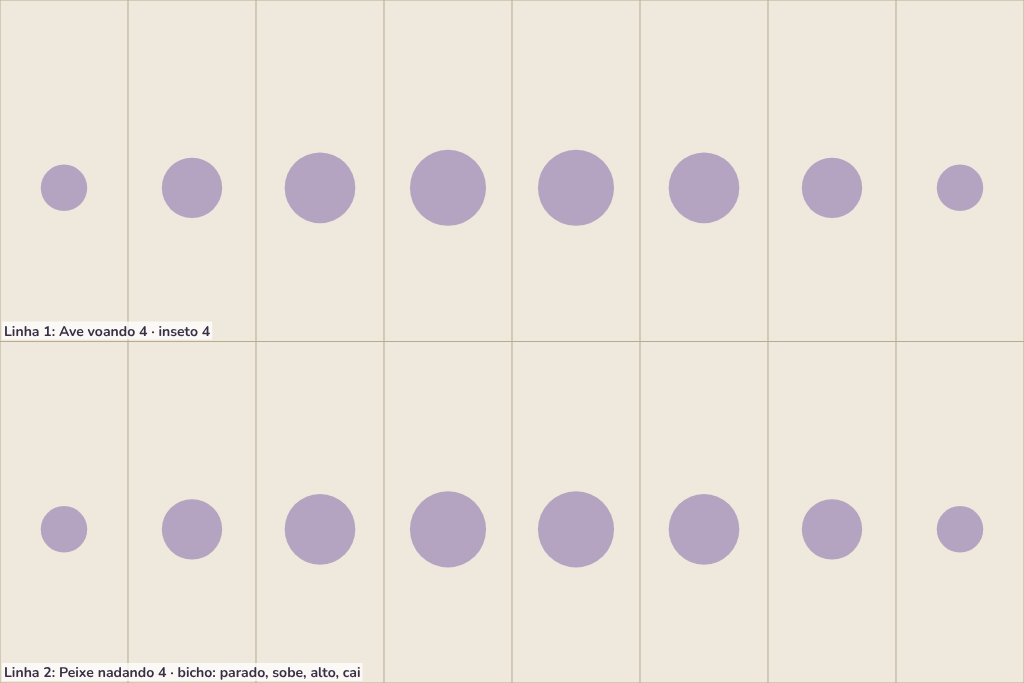 Linha 1: Ave voando 4 · inseto 4
Linha 2: Peixe nadando 4 · bicho: parado, sobe, alto, cai